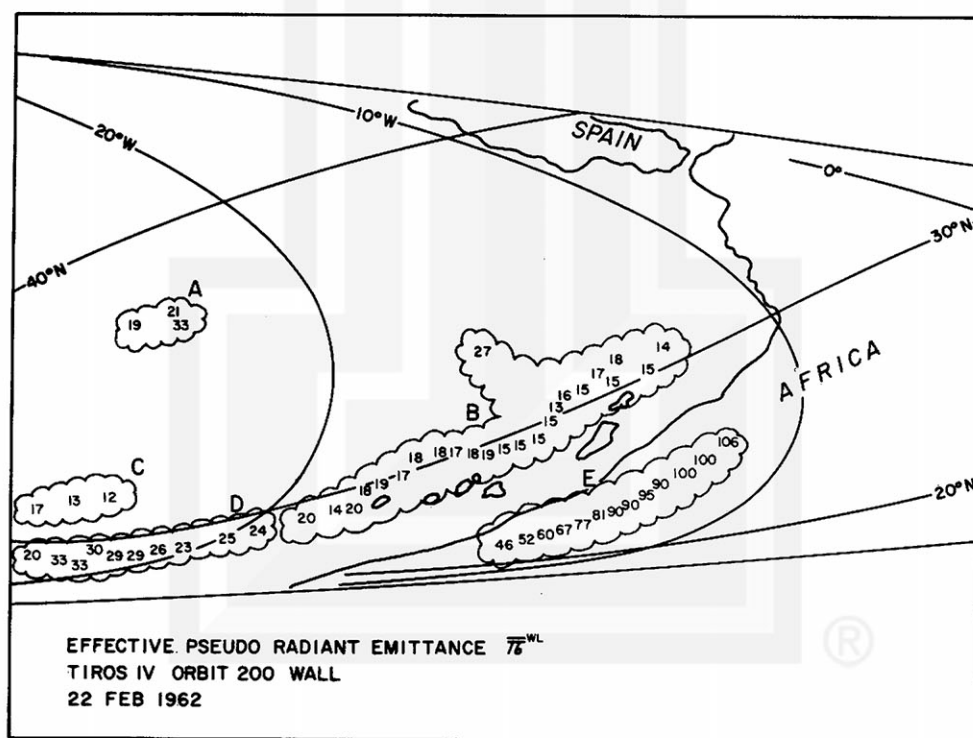 20°W
10°W
SPAIN
0°
30°N
40°N
A
21
19 33
27
14
18
17
15
15
15
16
13
AFRICA
B
15
106
18 18 17 18 19 15 15 15
100
C
17
E
100
19
90
12
18
95
13
D
90
17
20
90
14
81
24
20
77
25
67
23
60
20
26
52
30
46
33
29 29
33
EFFECTIVE. PSEUDO RADIANT EMITTANCE W̿^WL
TIROS IV ORBIT 200 WALL
22 FEB 1962
20°N
®